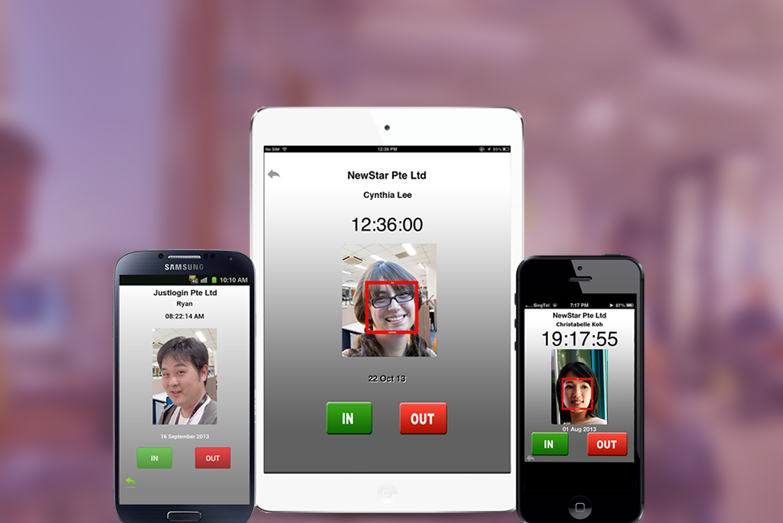 SAMSUNG
10:10 AM
Justlogin Pte Ltd
Ryan
08:22:14 AM
16 September 2013
IN OUT
No SIM 12:36 PM 83%
NewStar Pte Ltd
Cynthia Lee
12:36:00
22 Oct 13
IN OUT
SingTel 7:17 PM 87%
NewStar Pte Ltd
Christabelle Koh
19:17:55
01 Aug 2013
IN OUT